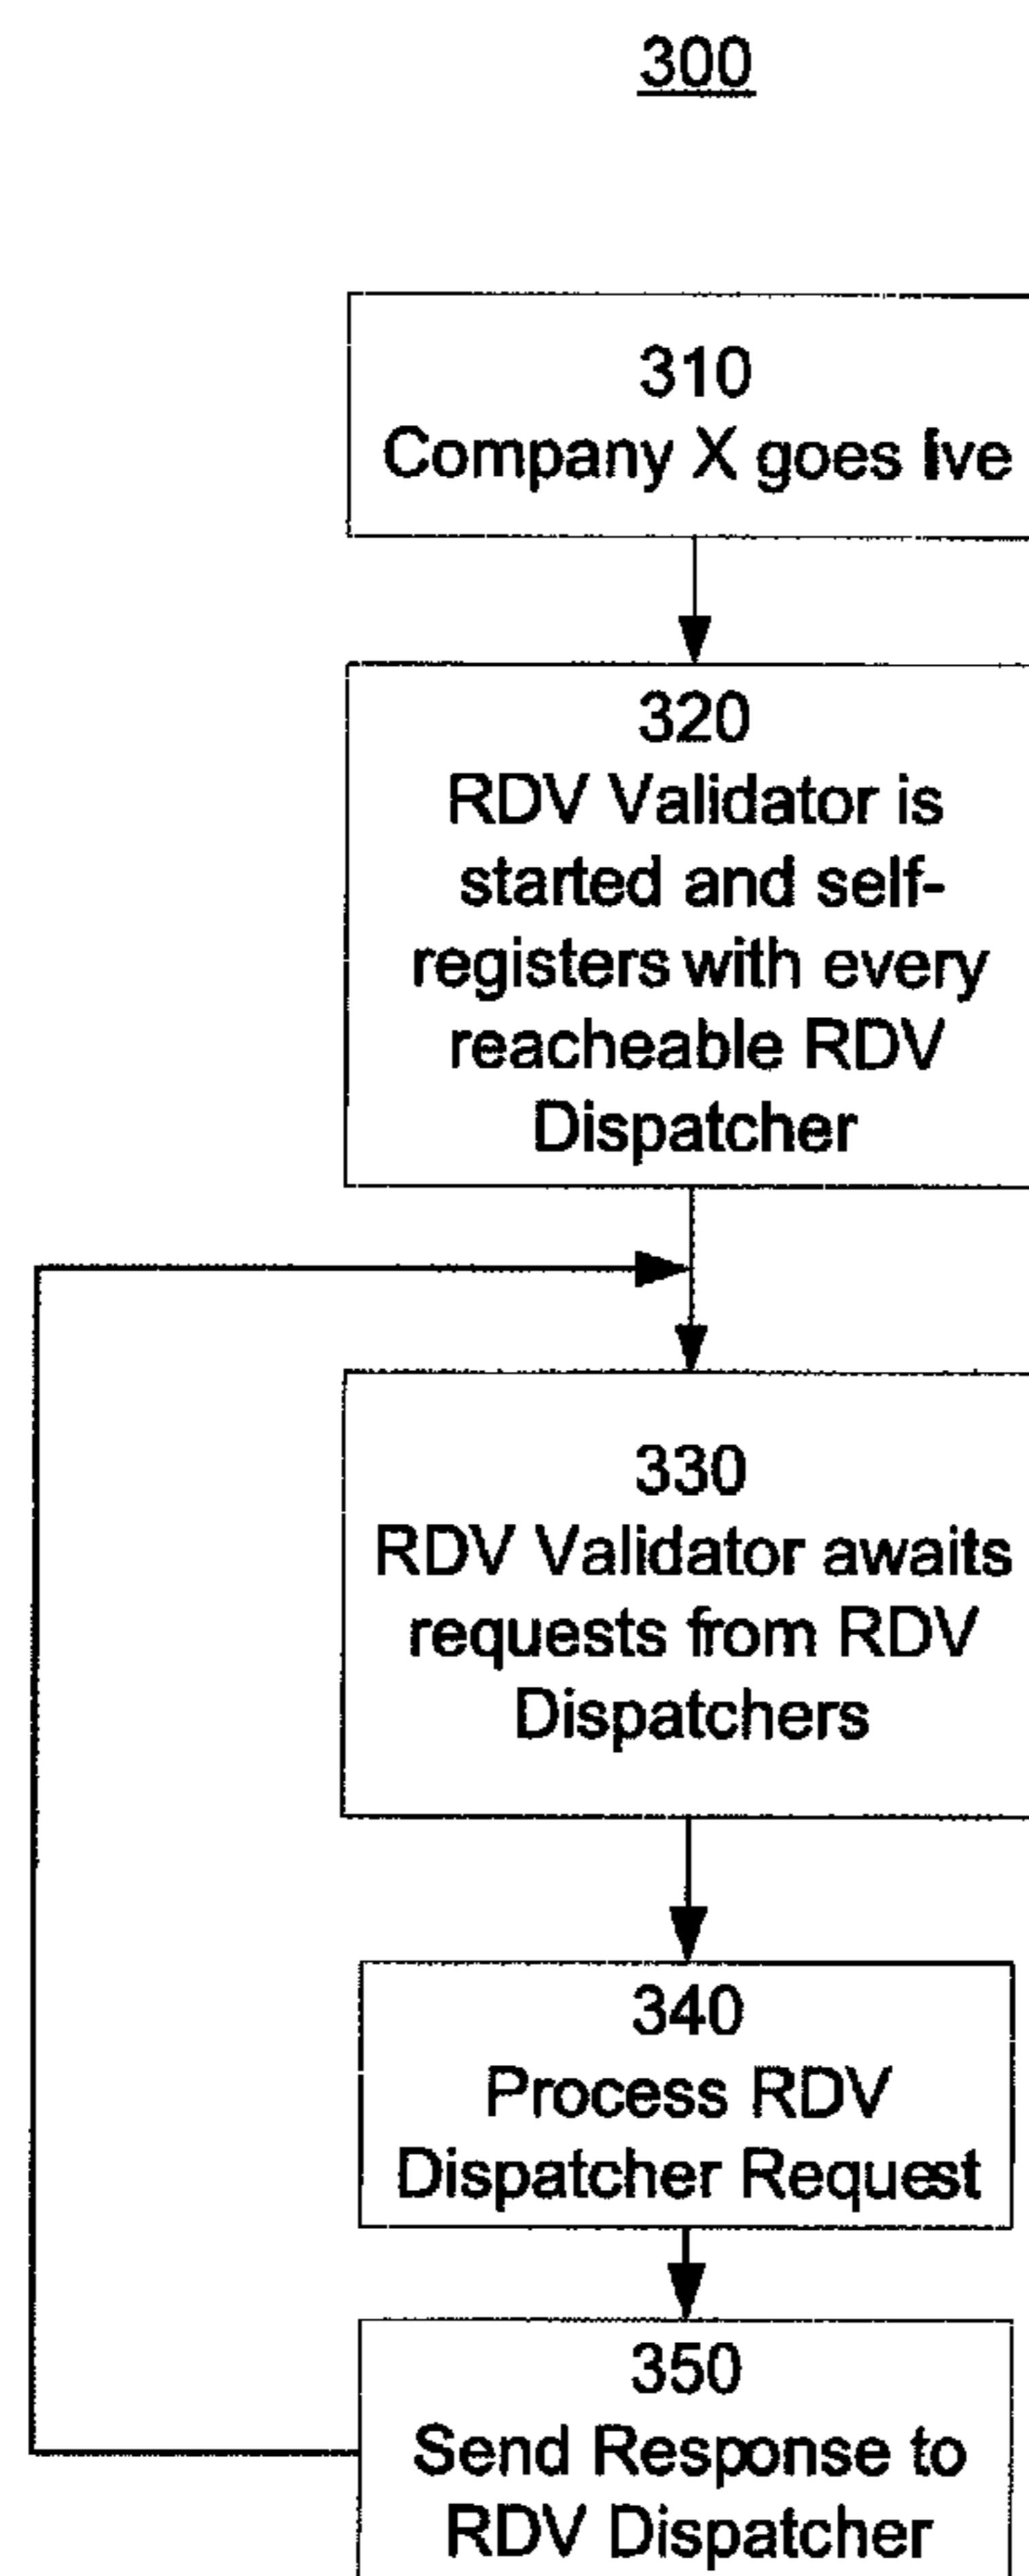 300
310
Company X goes live
320
RDV Validator is
started and self-
registers with every
reacheable RDV
Dispatcher
330
RDV Validator awaits
requests from RDV
Dispatchers
340
Process RDV
Dispatcher Request
350
Send Response to
RDV Dispatcher